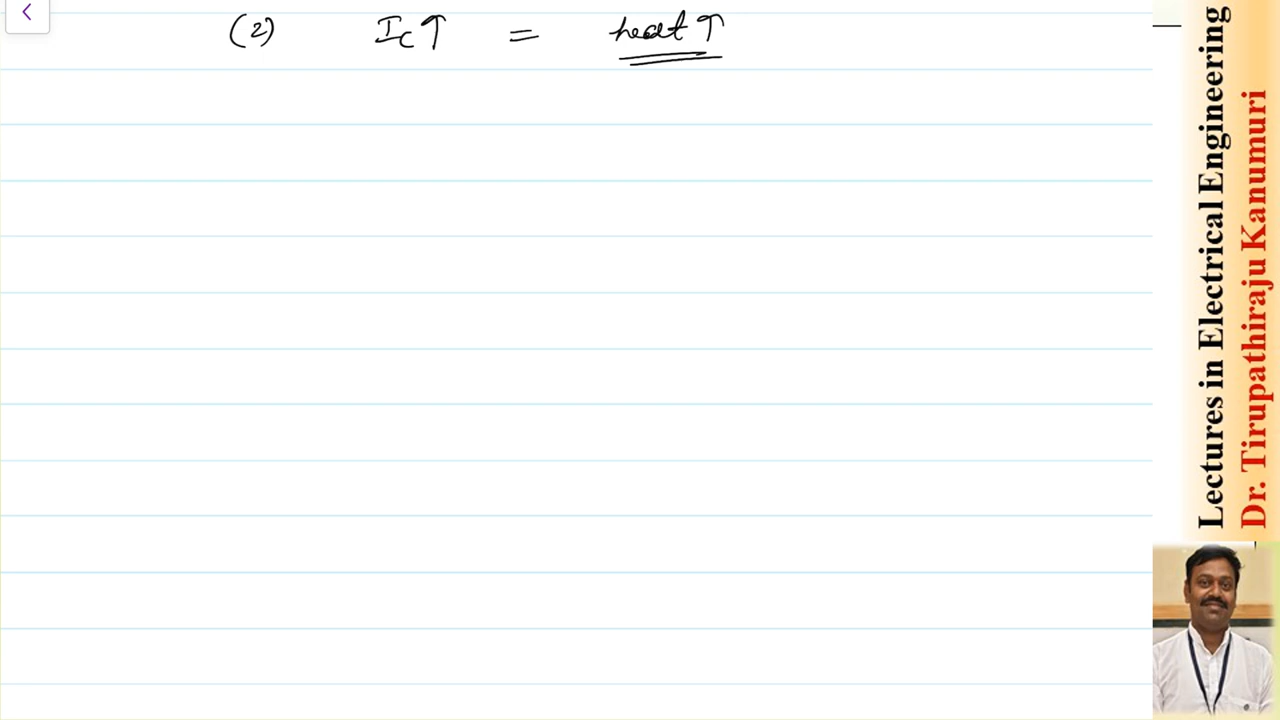 (2) I_C↑ = heat↑
Lectures in Electrical Engineering
Dr. Tirupathiraju Kanumuri